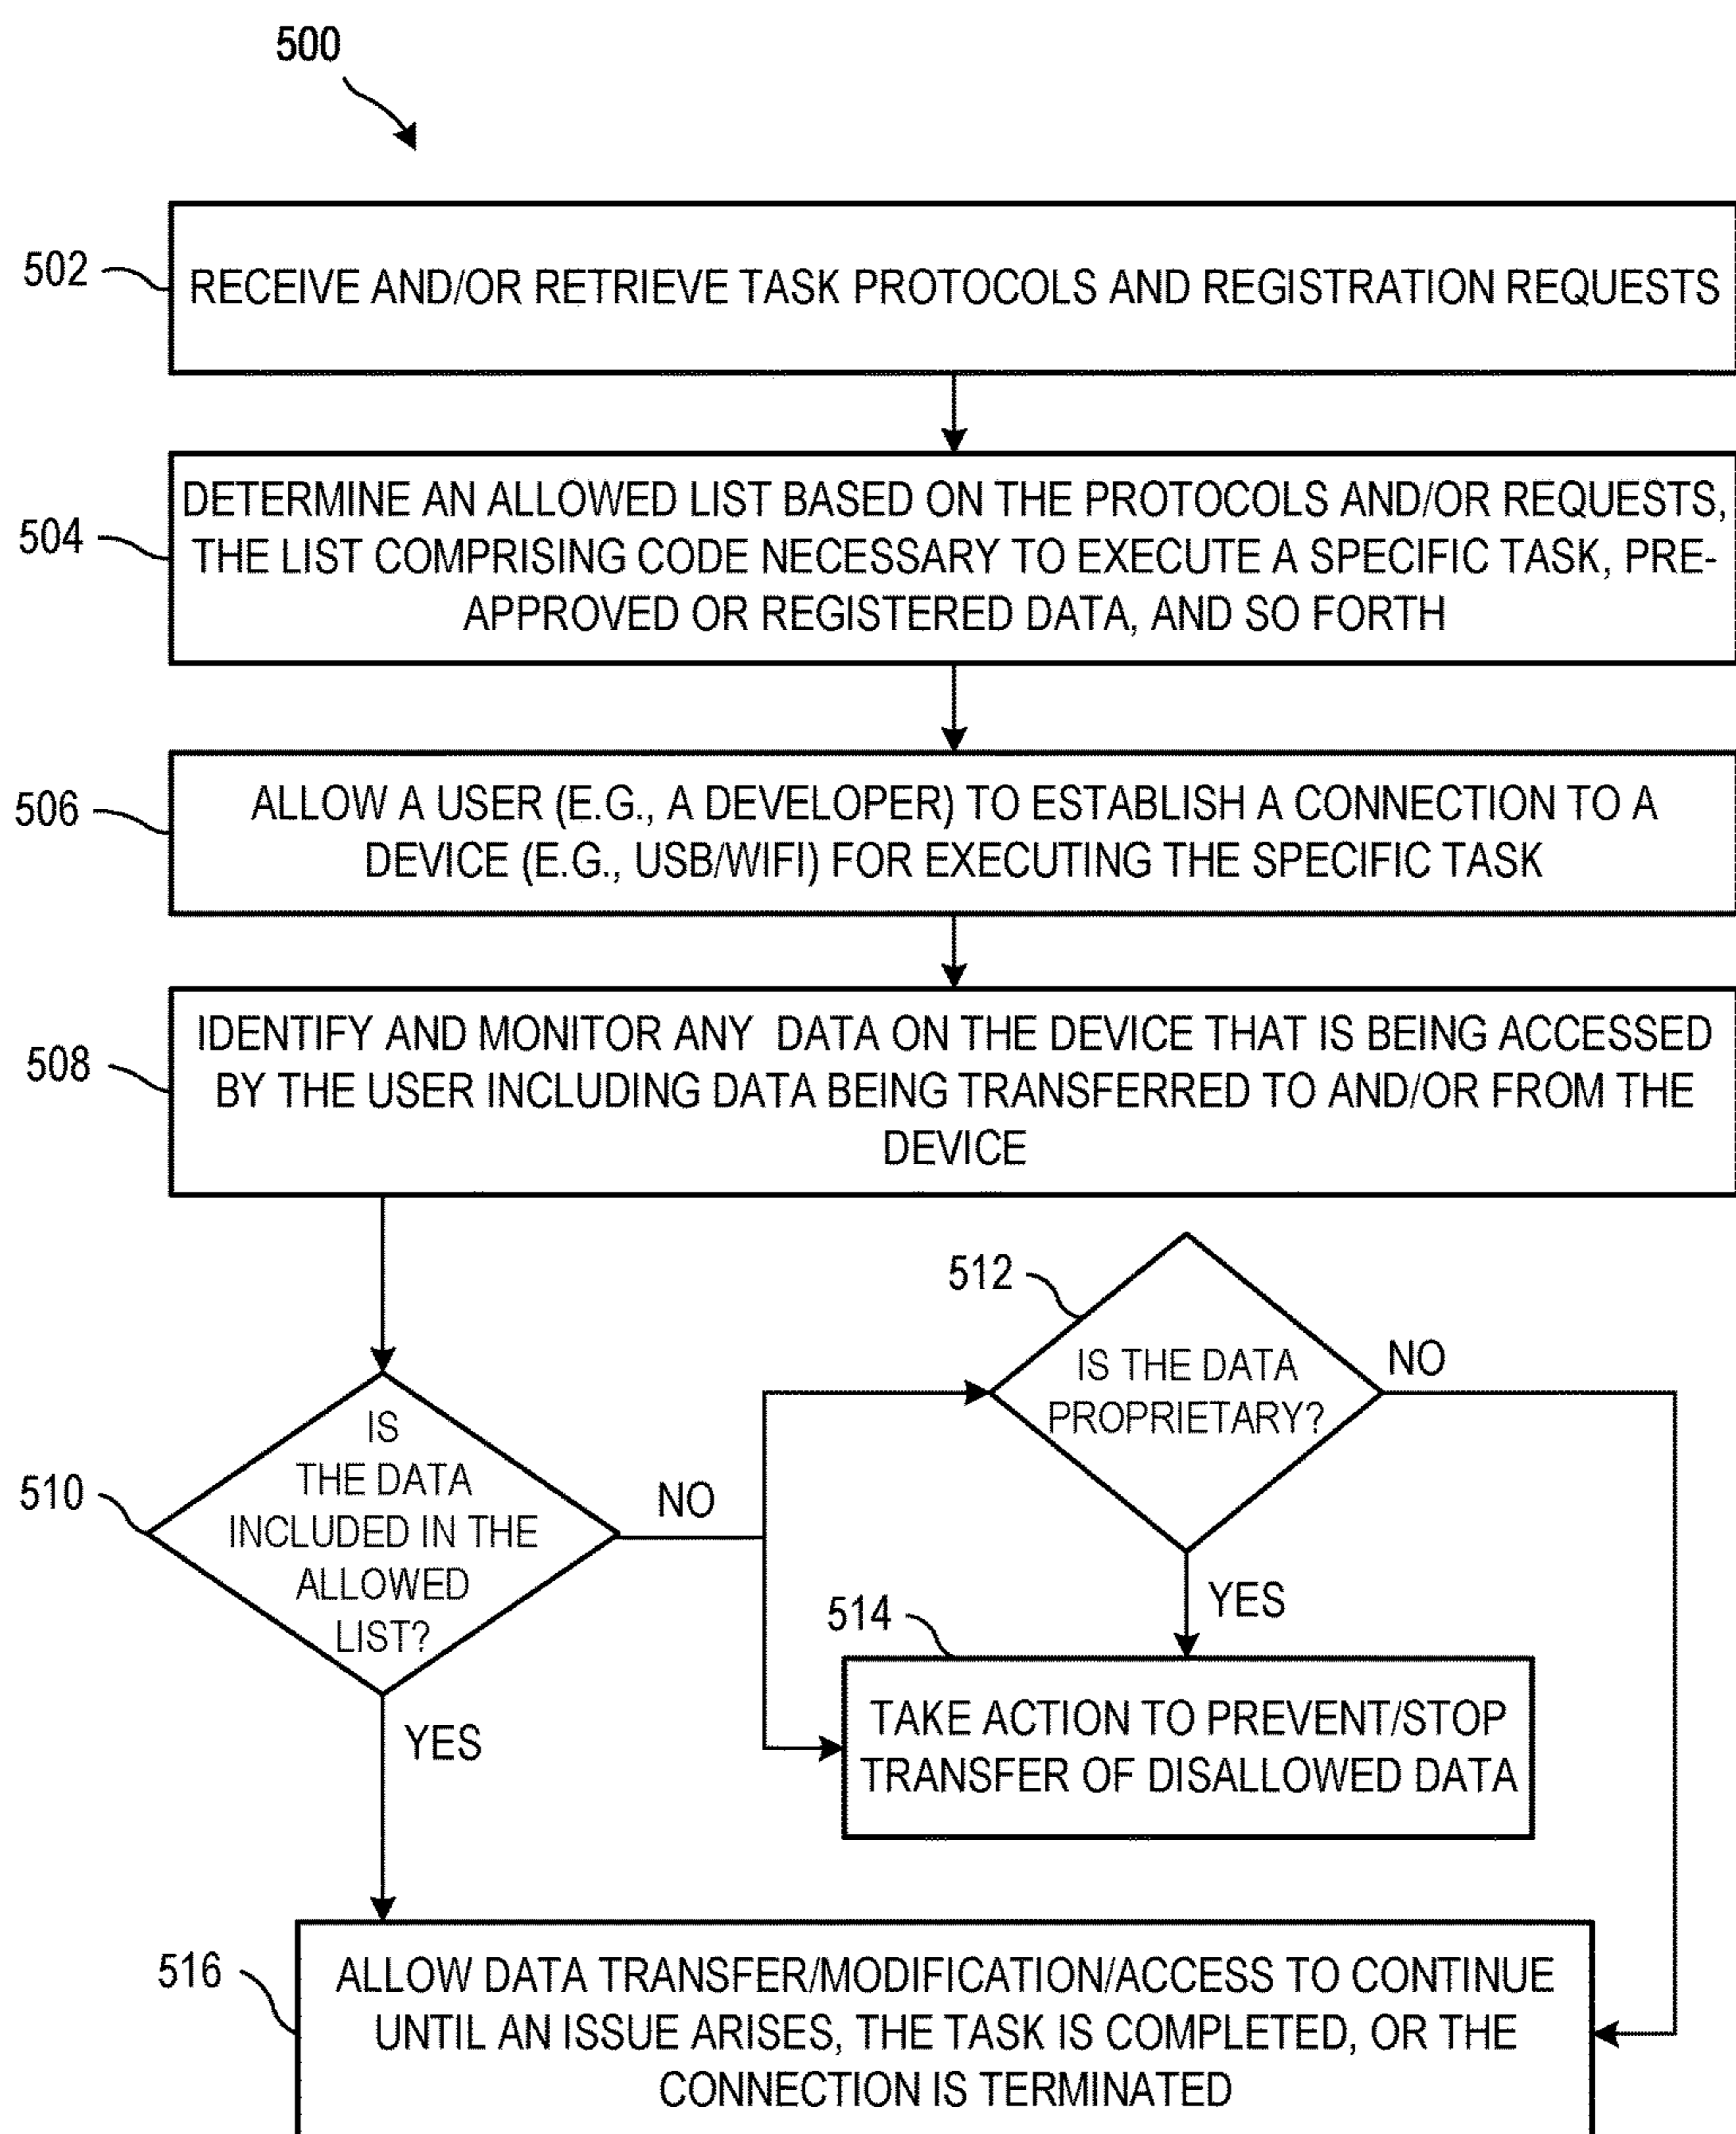 500
502
RECEIVE AND/OR RETRIEVE TASK PROTOCOLS AND REGISTRATION REQUESTS
504
DETERMINE AN ALLOWED LIST BASED ON THE PROTOCOLS AND/OR REQUESTS,
THE LIST COMPRISING CODE NECESSARY TO EXECUTE A SPECIFIC TASK, PRE-
APPROVED OR REGISTERED DATA, AND SO FORTH
506
ALLOW A USER (E.G., A DEVELOPER) TO ESTABLISH A CONNECTION TO A
DEVICE (E.G., USB/WIFI) FOR EXECUTING THE SPECIFIC TASK
508
IDENTIFY AND MONITOR ANY DATA ON THE DEVICE THAT IS BEING ACCESSED
BY THE USER INCLUDING DATA BEING TRANSFERRED TO AND/OR FROM THE
DEVICE
510
IS
THE DATA
INCLUDED IN THE
ALLOWED
LIST?
NO
YES
512
IS THE DATA
PROPRIETARY?
NO
YES
514
TAKE ACTION TO PREVENT/STOP
TRANSFER OF DISALLOWED DATA
516
ALLOW DATA TRANSFER/MODIFICATION/ACCESS TO CONTINUE
UNTIL AN ISSUE ARISES, THE TASK IS COMPLETED, OR THE
CONNECTION IS TERMINATED